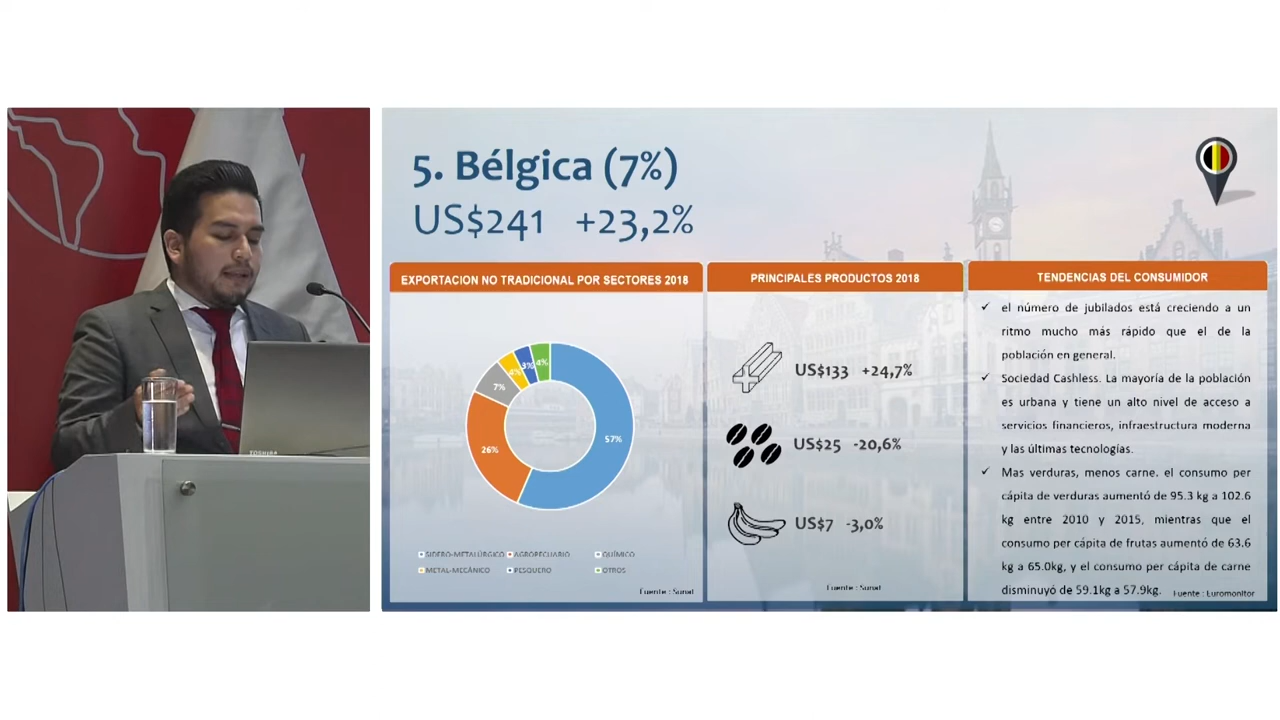 5. Bélgica (7%)
US$241 +23,2%
EXPORTACION NO TRADICIONAL POR SECTORES 2018
4%
3%
4%
7%
57%
26%
SIDERO-METALÚRGICO AGROPECUARIO QUÍMICO
METAL-MECÁNICO PESQUERO OTROS
Fuente : Sunat
PRINCIPALES PRODUCTOS 2018
US$133 +24,7%
US$25 -20,6%
US$7 -3,0%
Fuente : Sunat
TENDENCIAS DEL CONSUMIDOR
✓ el número de jubilados está creciendo a un
ritmo mucho más rápido que el de la
población en general.
✓ Sociedad Cashless. La mayoría de la población
es urbana y tiene un alto nivel de acceso a
servicios financieros, infraestructura moderna
y las últimas tecnologías.
✓ Mas verduras, menos carne. el consumo per
cápita de verduras aumentó de 95.3 kg a 102.6
kg entre 2010 y 2015, mientras que el
consumo per cápita de frutas aumentó de 63.6
kg a 65.0kg, y el consumo per cápita de carne
disminuyó de 59.1kg a 57.9kg.
Fuente : Euromonitor
TOSHIBA